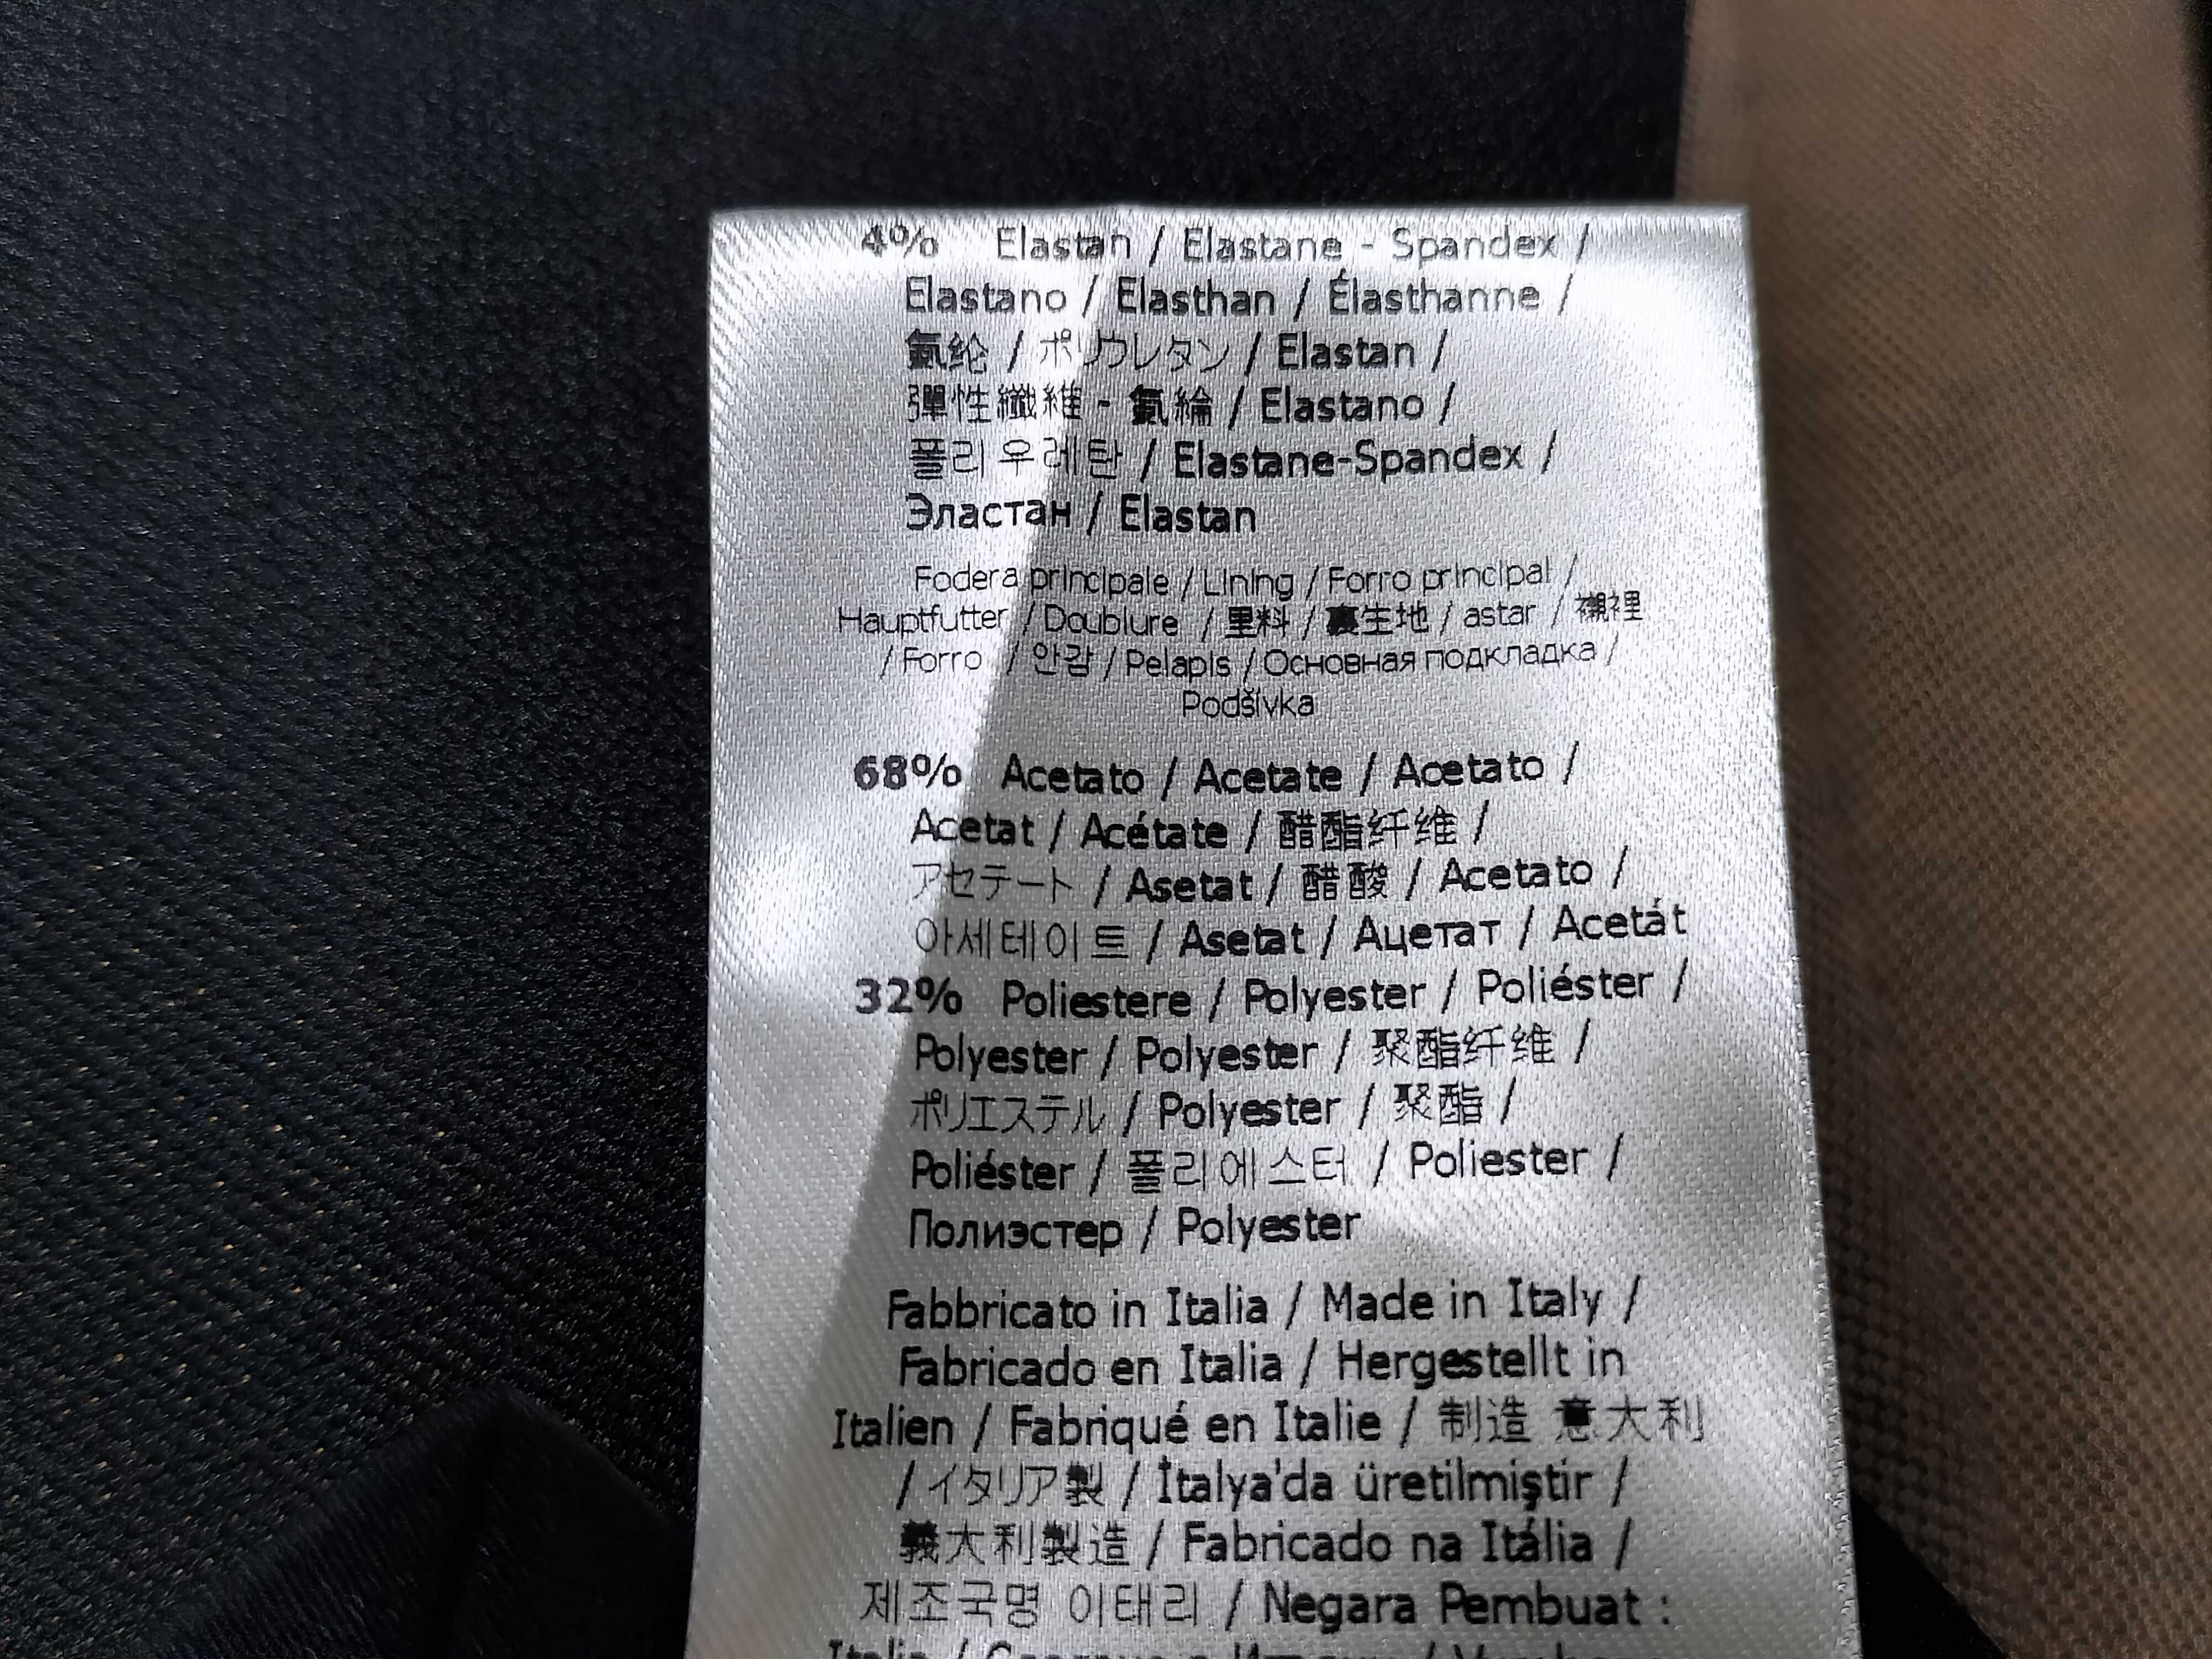 4% Elastan / Elastane - Spandex /
Elastano / Elasthan / Élasthanne /
氨纶 / ポリウレタン / Elastan /
彈性纖維 - 氨綸 / Elastano /
폴리우레탄 / Elastane-Spandex /
Эластан / Elastan
Fodera principale / Lining / Forro principal /
Hauptfutter / Doublure / 里料 / 裏生地 / astar / 襯裡
/ Forro / 안감 / Pelapis / Основная подкладка /
Podšívka
68% Acetato / Acetate / Acetato /
Acetat / Acétate / 醋酯纤维 /
アセテート / Asetat / 醋酸 / Acetato /
아세테이트 / Asetat / Ацетат / Acetát
32% Poliestere / Polyester / Poliéster /
Polyester / Polyester / 聚酯纤维 /
ポリエステル / Polyester / 聚酯 /
Poliéster / 폴리에스터 / Poliester /
Полиэстер / Polyester
Fabbricato in Italia / Made in Italy /
Fabricado en Italia / Hergestellt in
Italien / Fabriqué en Italie / 制造 意大利
/ イタリア製 / İtalya'da üretilmiştir /
義大利製造 / Fabricado na Itália /
제조국명 이태리 / Negara Pembuat :
Italia /